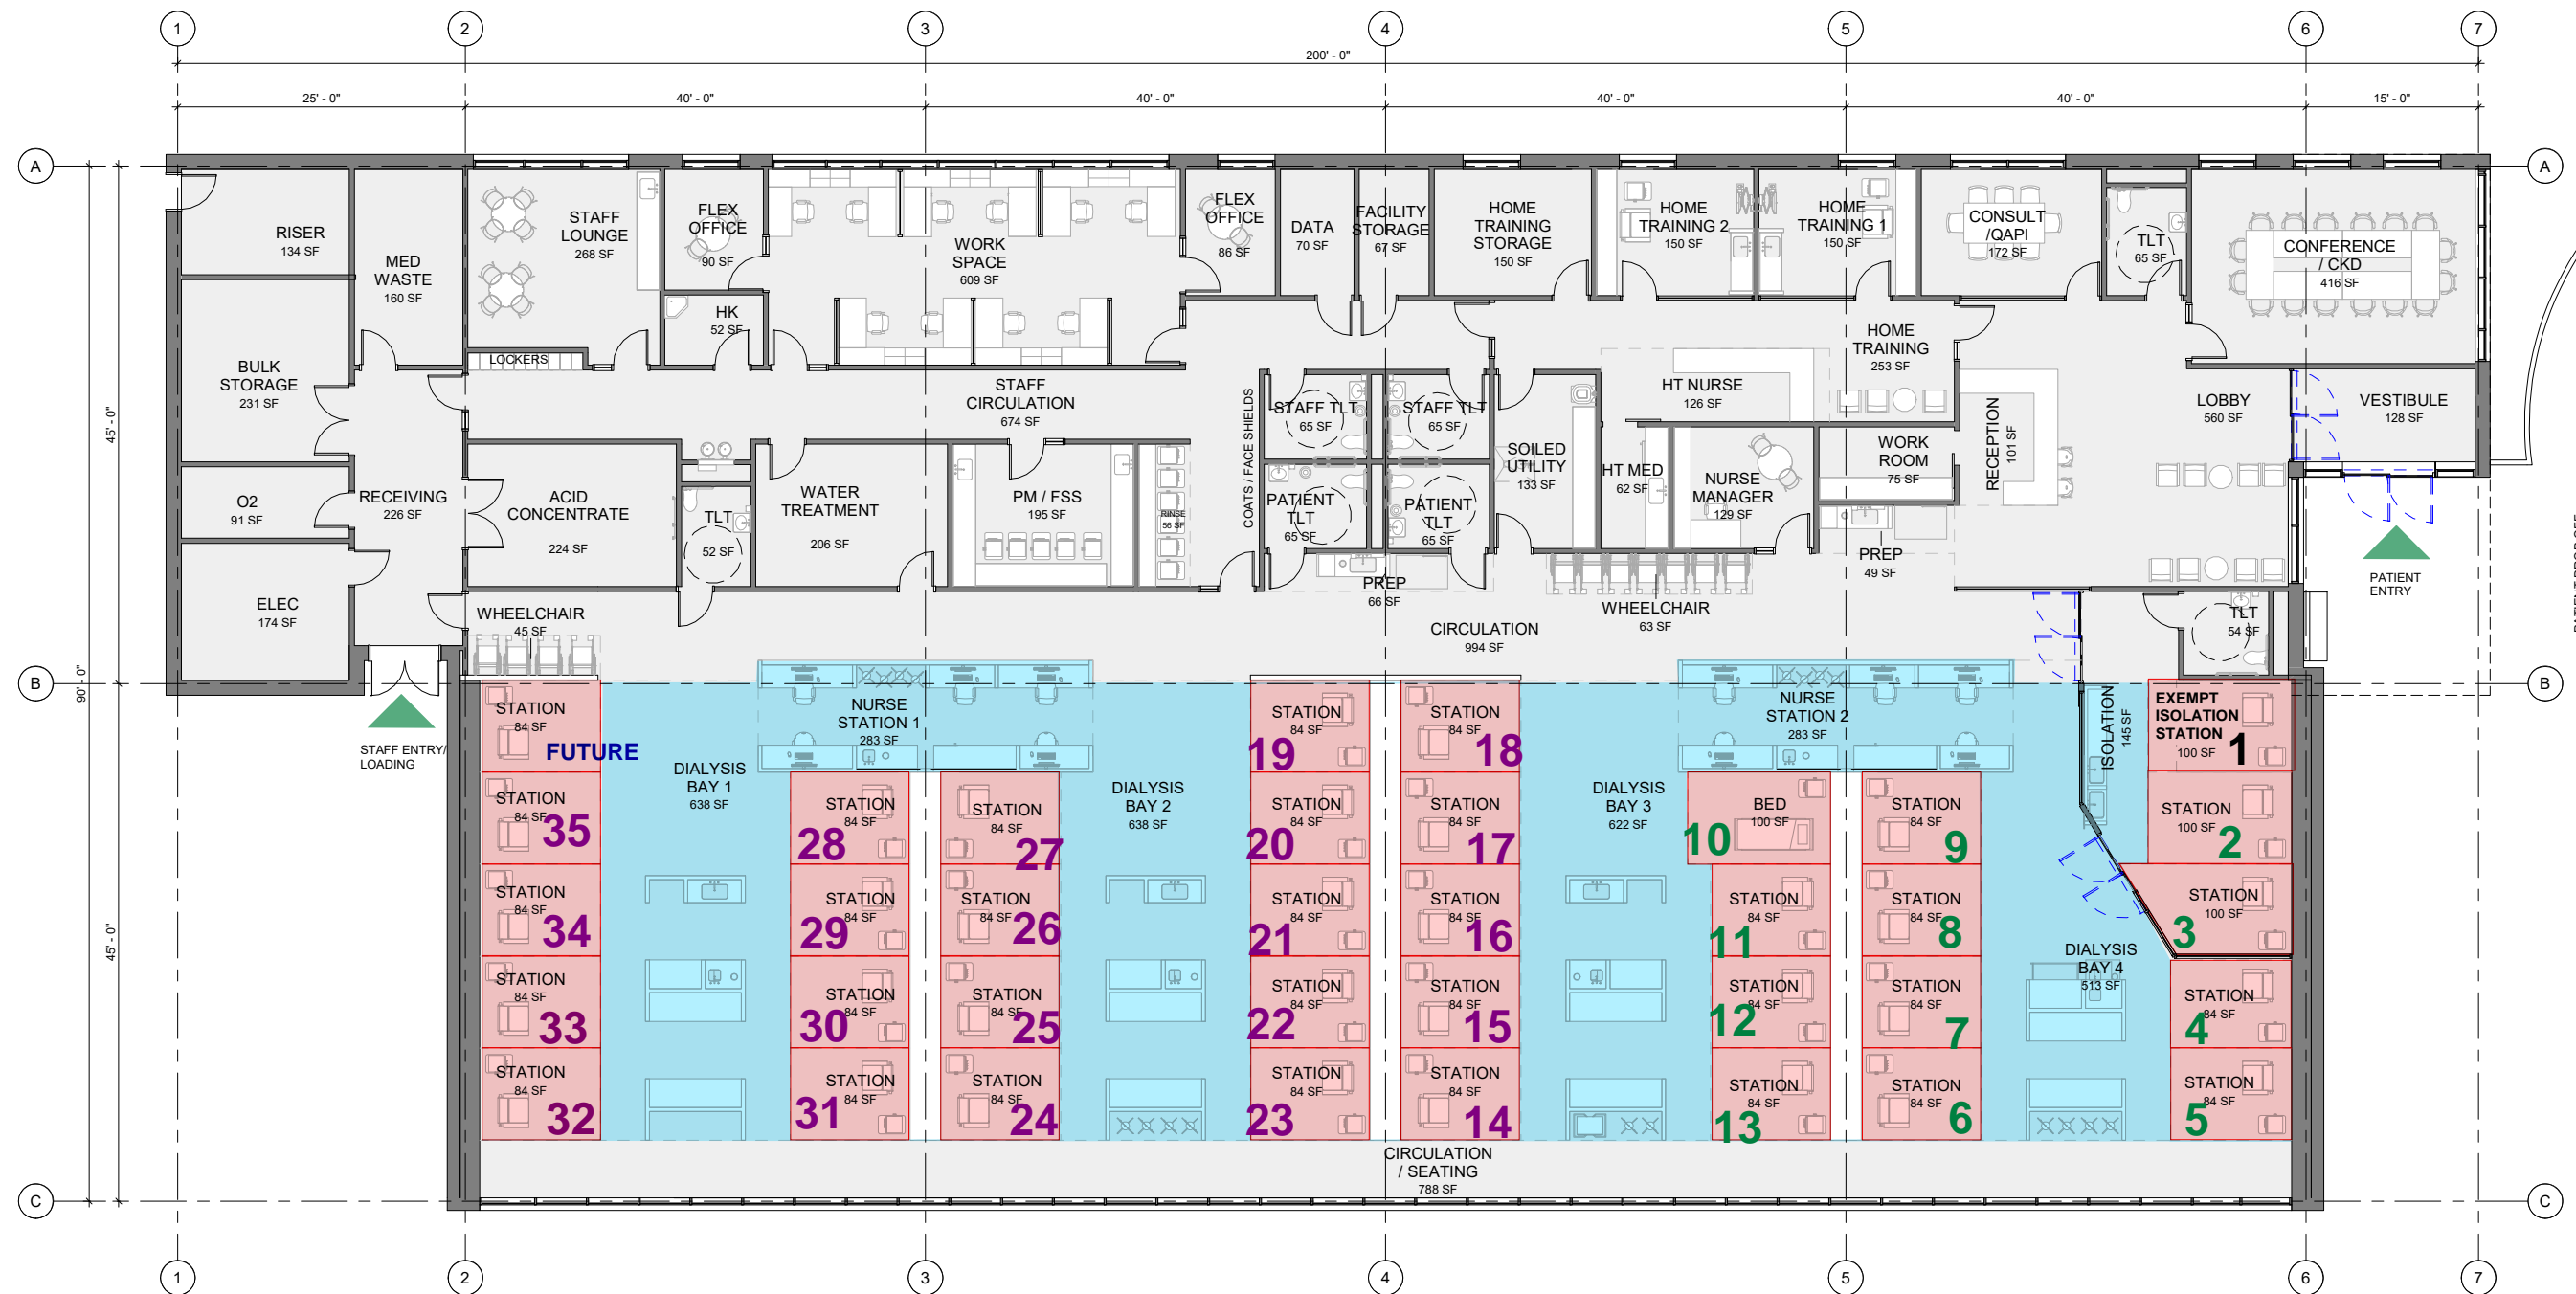 1 2 3 4 5 6 7
200' - 0"
25' - 0" 40' - 0" 40' - 0" 40' - 0" 40' - 0" 15' - 0"
A A
RISER
134 SF
MED
WASTE
160 SF
STAFF
LOUNGE
268 SF
FLEX
OFFICE
90 SF
WORK
SPACE
609 SF
FLEX
OFFICE
86 SF
DATA
70 SF
FACILITY
STORAGE
67 SF
HOME
TRAINING
STORAGE
150 SF
HOME
TRAINING 2
150 SF
HOME
TRAINING 1
150 SF
CONSULT
/QAPI
172 SF
TLT
65 SF
CONFERENCE
/ CKD
416 SF
HK
52 SF
LOCKERS
BULK
STORAGE
231 SF
STAFF
CIRCULATION
674 SF
COATS / FACE SHIELDS
STAFF TLT
65 SF
STAFF TLT
65 SF
HT NURSE
126 SF
HOME
TRAINING
253 SF
RECEPTION
101 SF
LOBBY
560 SF
VESTIBULE
128 SF
45' - 0"
90' - 0"
45' - 0"
O2
91 SF
RECEIVING
226 SF
ACID
CONCENTRATE
224 SF
TLT
52 SF
WATER
TREATMENT
206 SF
PM / FSS
195 SF
RINSE
56 SF
PATIENT
TLT
65 SF
PATIENT
TLT
65 SF
SOILED
UTILITY
133 SF
HT MED
62 SF
NURSE
MANAGER
129 SF
WORK
ROOM
75 SF
PREP
49 SF
PATIENT
ENTRY
ELEC
174 SF
WHEELCHAIR
45 SF
PREP
66 SF
WHEELCHAIR
63 SF
CIRCULATION
994 SF
TLT
54 SF
B B
STAFF ENTRY/
LOADING
STATION
84 SF
FUTURE
STATION
84 SF
35
STATION
84 SF
34
STATION
84 SF
33
STATION
84 SF
32
DIALYSIS
BAY 1
638 SF
NURSE
STATION 1
283 SF
STATION
84 SF
28
STATION
84 SF
29
STATION
84 SF
30
STATION
84 SF
31
STATION
84 SF
27
STATION
84 SF
26
STATION
84 SF
25
STATION
84 SF
24
DIALYSIS
BAY 2
638 SF
STATION
84 SF
19
STATION
84 SF
20
STATION
84 SF
21
STATION
84 SF
22
STATION
84 SF
23
STATION
84 SF
18
STATION
84 SF
17
STATION
84 SF
16
STATION
84 SF
15
STATION
84 SF
14
DIALYSIS
BAY 3
622 SF
NURSE
STATION 2
283 SF
BED
100 SF
10
STATION
84 SF
11
STATION
84 SF
12
STATION
84 SF
13
STATION
84 SF
9
STATION
84 SF
8
STATION
84 SF
7
STATION
84 SF
6
DIALYSIS
BAY 4
513 SF
ISOLATION
145 SF
EXEMPT
ISOLATION
STATION
100 SF
1
STATION
100 SF
2
STATION
100 SF
3
STATION
84 SF
4
STATION
84 SF
5
CIRCULATION
/ SEATING
788 SF
C C
1 2 3 4 5 6 7